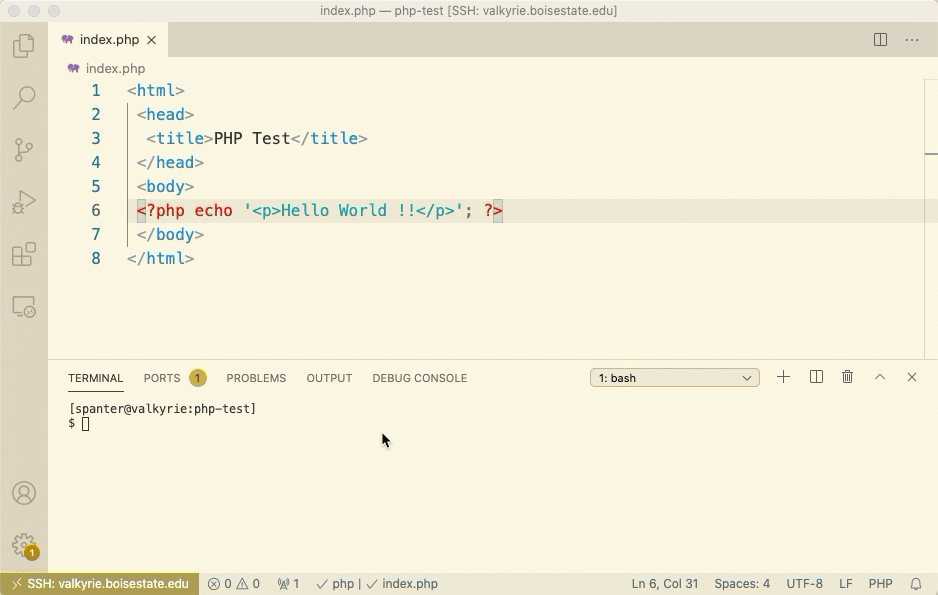 index.php — php-test [SSH: valkyrie.boisestate.edu]
index.php
index.php
1 <html>
2 <head>
3 <title>PHP Test</title>
4 </head>
5 <body>
6 <?php echo '<p>Hello World !!</p>'; ?>
7 </body>
8 </html>
TERMINAL PORTS 1 PROBLEMS OUTPUT DEBUG CONSOLE 1: bash
[spanter@valkyrie:php-test]
$
1
SSH: valkyrie.boisestate.edu 0 0 1 php | index.php Ln 6, Col 31 Spaces: 4 UTF-8 LF PHP